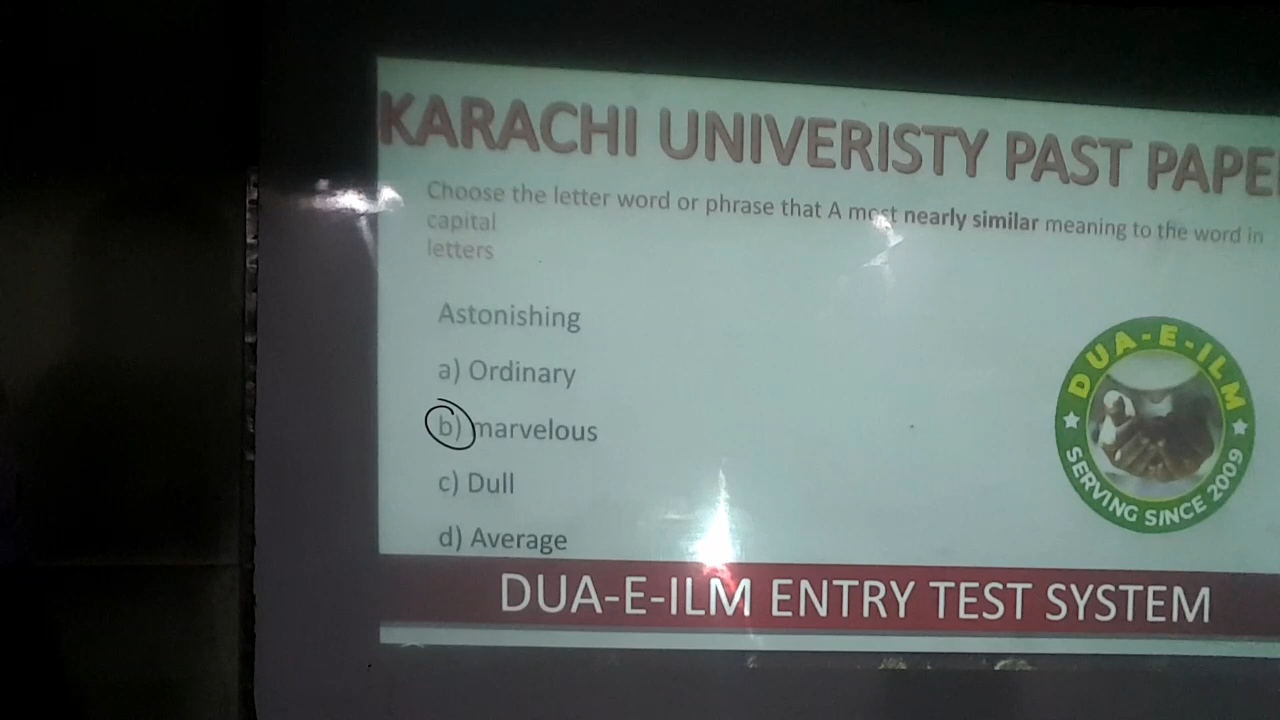 KARACHI UNIVERISTY PAST PAPE
Choose the letter word or phrase that A most nearly similar meaning to the word in
capital
letters
Astonishing
a) Ordinary
b) marvelous
c) Dull
d) Average
DUA-E-ILM
SERVING SINCE 2009
DUA-E-ILM ENTRY TEST SYSTEM